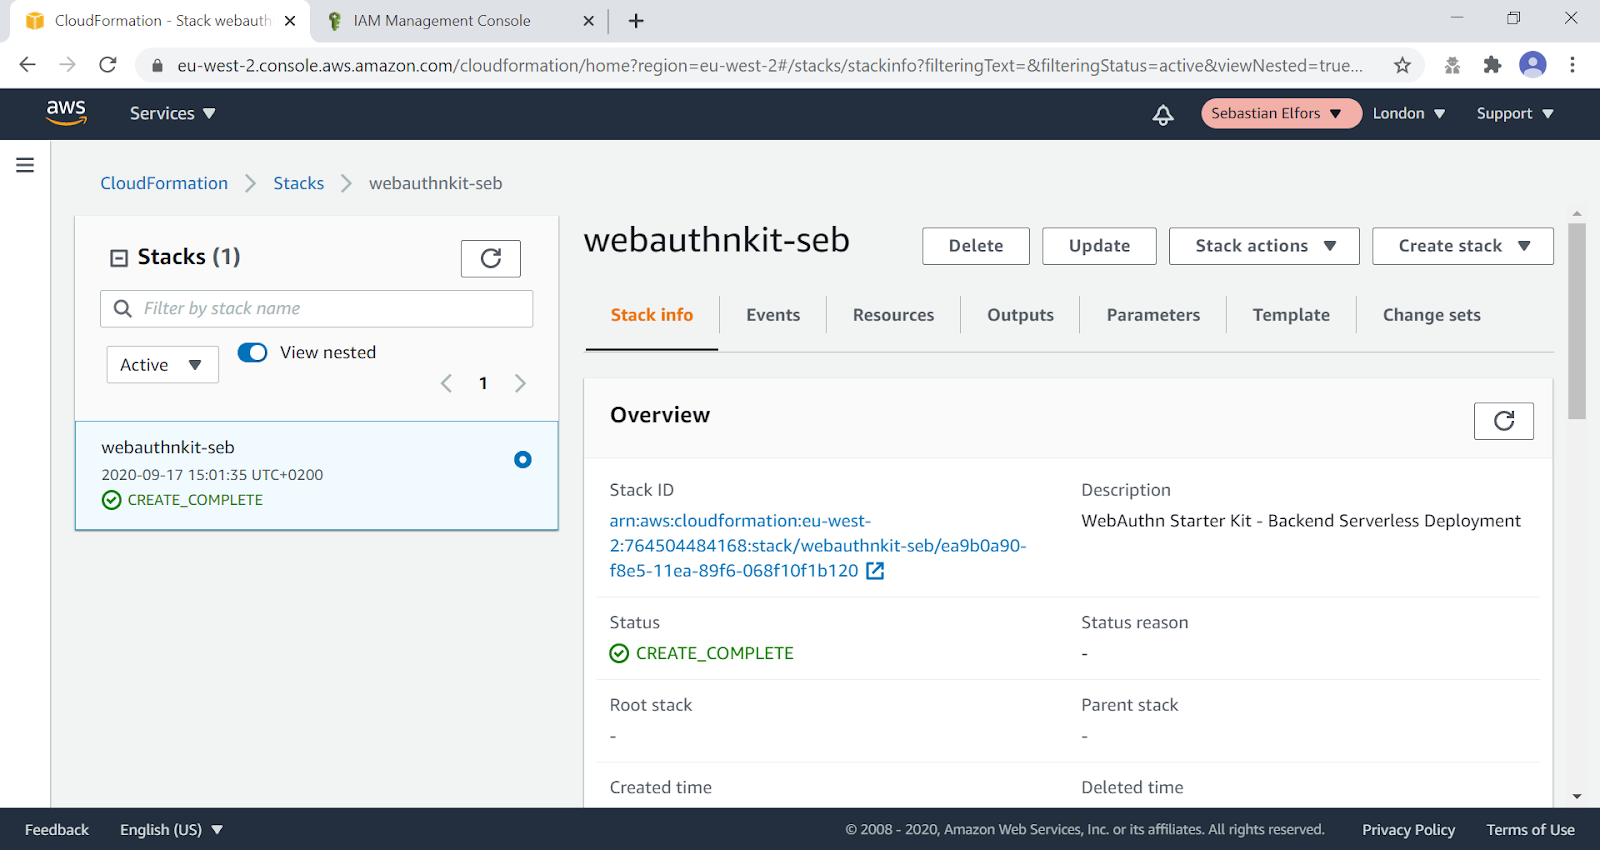 CloudFormation - Stack webauth
IAM Management Console
eu-west-2.console.aws.amazon.com/cloudformation/home?region=eu-west-2#/stacks/stackinfo?filteringText=&filteringStatus=active&viewNested=true...
aws
Services
Sebastian Elfors
London
Support
CloudFormation
Stacks
webauthnkit-seb
Stacks (1)
Filter by stack name
Active
View nested
1
webauthnkit-seb
2020-09-17 15:01:35 UTC+0200
CREATE_COMPLETE
webauthnkit-seb
Delete
Update
Stack actions
Create stack
Stack info
Events
Resources
Outputs
Parameters
Template
Change sets
Overview
Stack ID
arn:aws:cloudformation:eu-west-
2:764504484168:stack/webauthnkit-seb/ea9b0a90-
f8e5-11ea-89f6-068f10f1b120
Description
WebAuthn Starter Kit - Backend Serverless Deployment
Status
CREATE_COMPLETE
Status reason
-
Root stack
-
Parent stack
-
Created time
Deleted time
Feedback
English (US)
© 2008 - 2020, Amazon Web Services, Inc. or its affiliates. All rights reserved.
Privacy Policy
Terms of Use